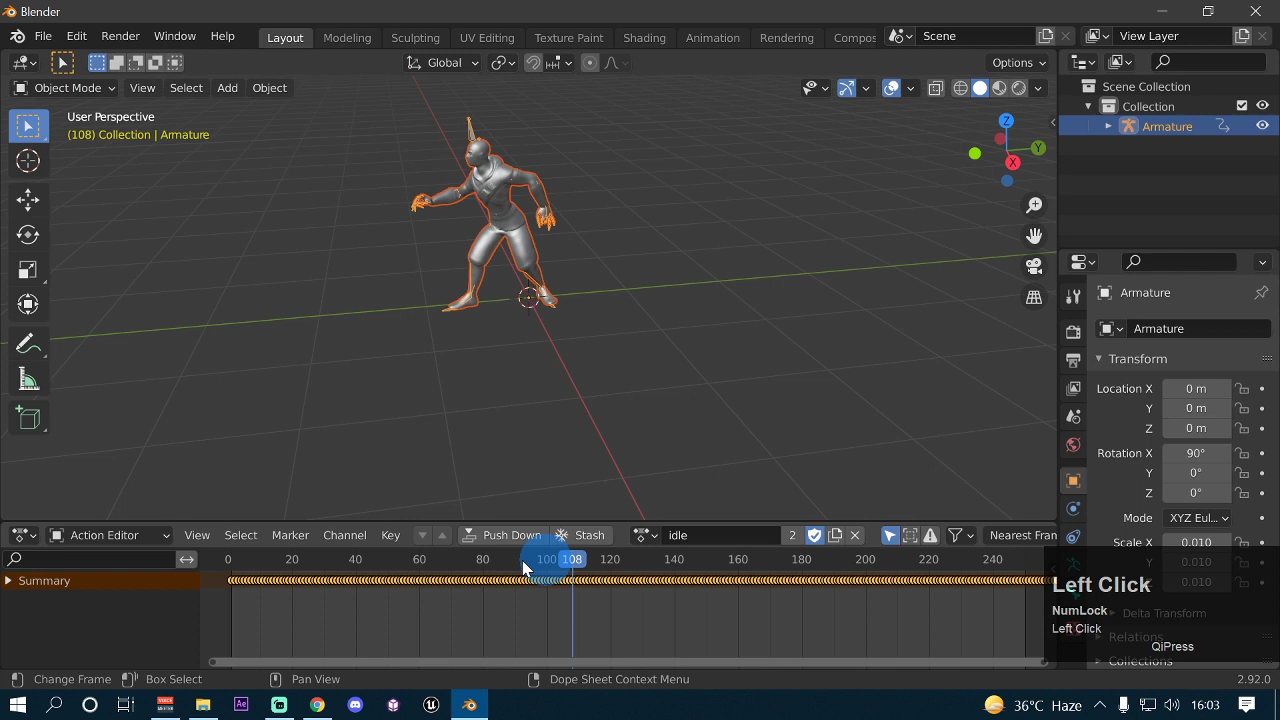 Blender
File Edit Render Window Help Layout Modeling Sculpting UV Editing Texture Paint Shading Animation Rendering Compos Scene View Layer
Global Options
Object Mode View Select Add Object
User Perspective
(108) Collection | Armature
Z
Y
X
Scene Collection
Collection
Armature
Armature
Armature
Transform
Location X 0 m
Y 0 m
Z 0 m
Rotation X 90°
Y 0°
Z 0°
Mode XYZ Eul...
Scale X 0.010
Y 0.010
Z 0.010
Delta Transform
Relations
Collections
Action Editor View Select Marker Channel Key Push Down Stash idle 2 Nearest Fran
0 20 40 60 80 100 108 120 140 160 180 200 220 240
Summary
Left Click
NumLock
Left Click
QiPress
Change Frame Box Select Pan View Dope Sheet Context Menu 2.92.0
Ae 36°C Haze 16:03